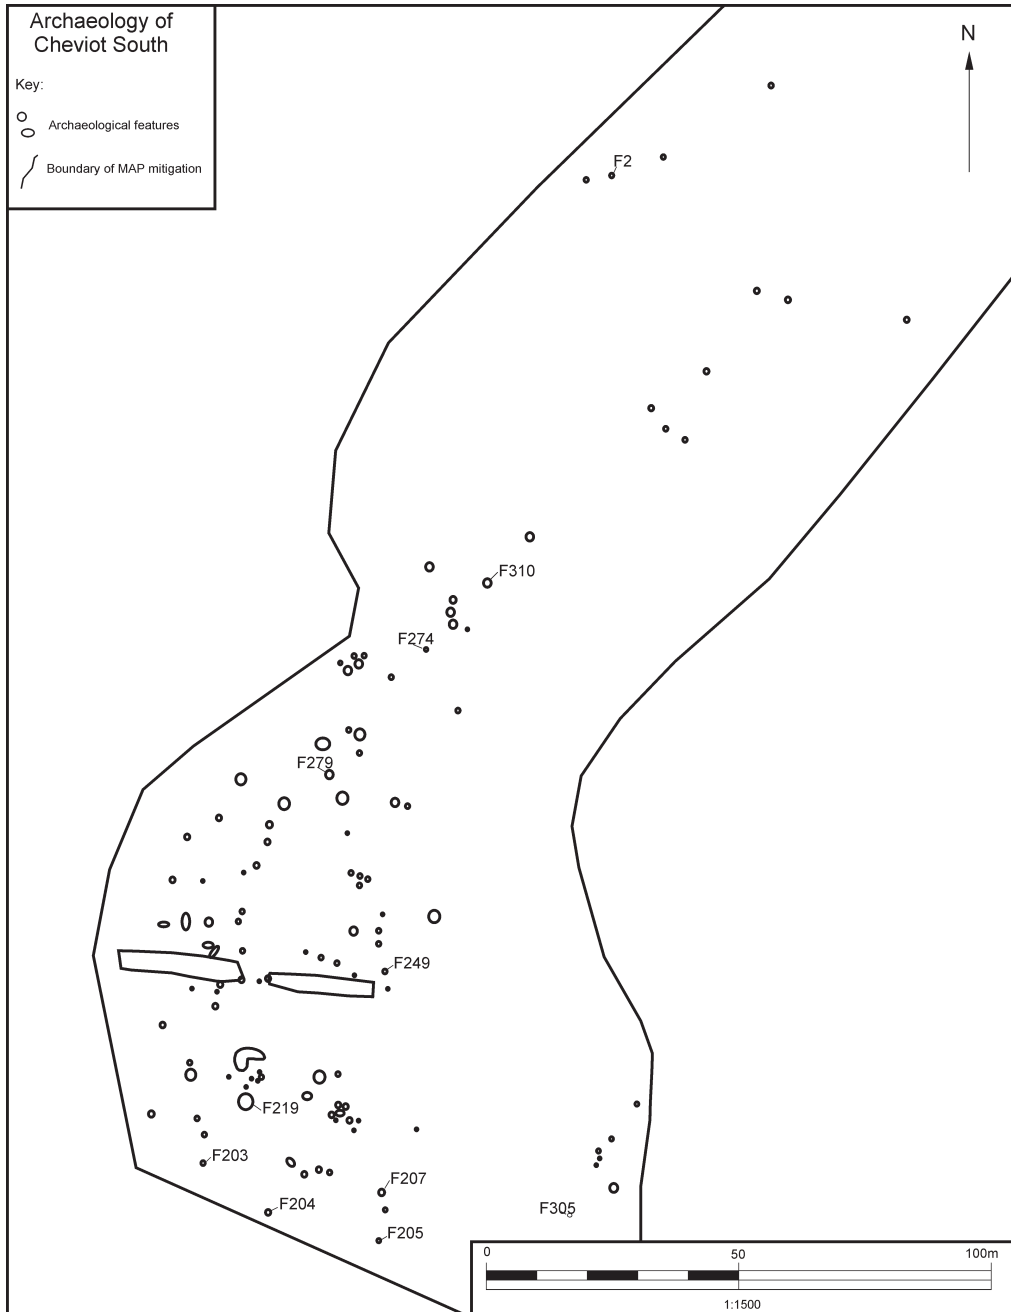 Archaeology of
Cheviot South
Key:
Archaeological features
Boundary of MAP mitigation
N
F2
F310
F274
F279
F249
F219
F203
F207
F204
F205
F305
0 50 100m
1:1500